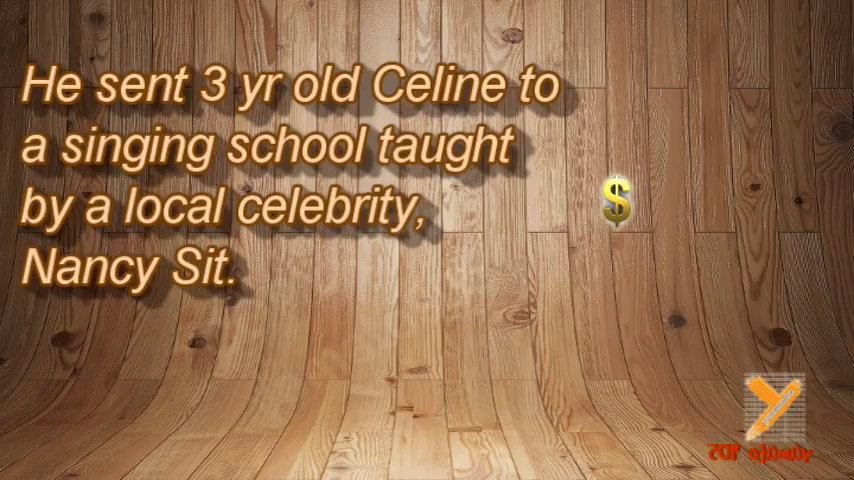 He sent 3 yr old Celine to
a singing school taught
by a local celebrity,
Nancy Sit.
$